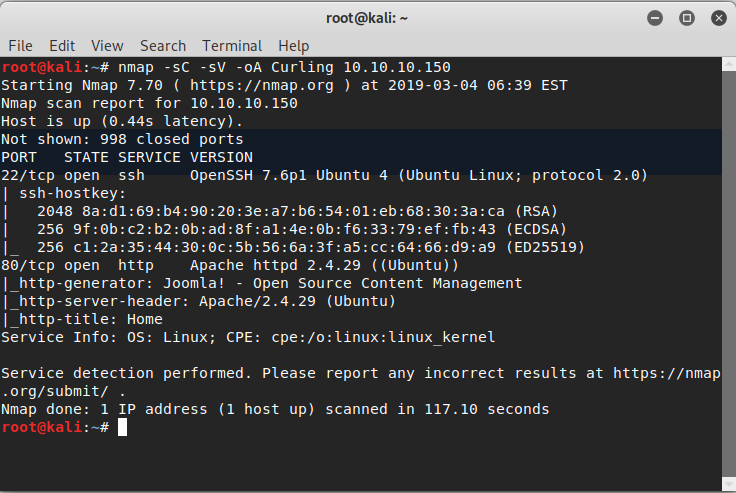 root@kali: ~
File Edit View Search Terminal Help
root@kali:~# nmap -sC -sV -oA Curling 10.10.10.150
Starting Nmap 7.70 ( https://nmap.org ) at 2019-03-04 06:39 EST
Nmap scan report for 10.10.10.150
Host is up (0.44s latency).
Not shown: 998 closed ports
PORT   STATE SERVICE VERSION
22/tcp open  ssh     OpenSSH 7.6p1 Ubuntu 4 (Ubuntu Linux; protocol 2.0)
| ssh-hostkey:
|   2048 8a:d1:69:b4:90:20:3e:a7:b6:54:01:eb:68:30:3a:ca (RSA)
|   256 9f:0b:c2:b2:0b:ad:8f:a1:4e:0b:f6:33:79:ef:fb:43 (ECDSA)
|_  256 c1:2a:35:44:30:0c:5b:56:6a:3f:a5:cc:64:66:d9:a9 (ED25519)
80/tcp open  http    Apache httpd 2.4.29 ((Ubuntu))
|_http-generator: Joomla! - Open Source Content Management
|_http-server-header: Apache/2.4.29 (Ubuntu)
|_http-title: Home
Service Info: OS: Linux; CPE: cpe:/o:linux:linux_kernel
Service detection performed. Please report any incorrect results at https://nmap
.org/submit/ .
Nmap done: 1 IP address (1 host up) scanned in 117.10 seconds
root@kali:~#